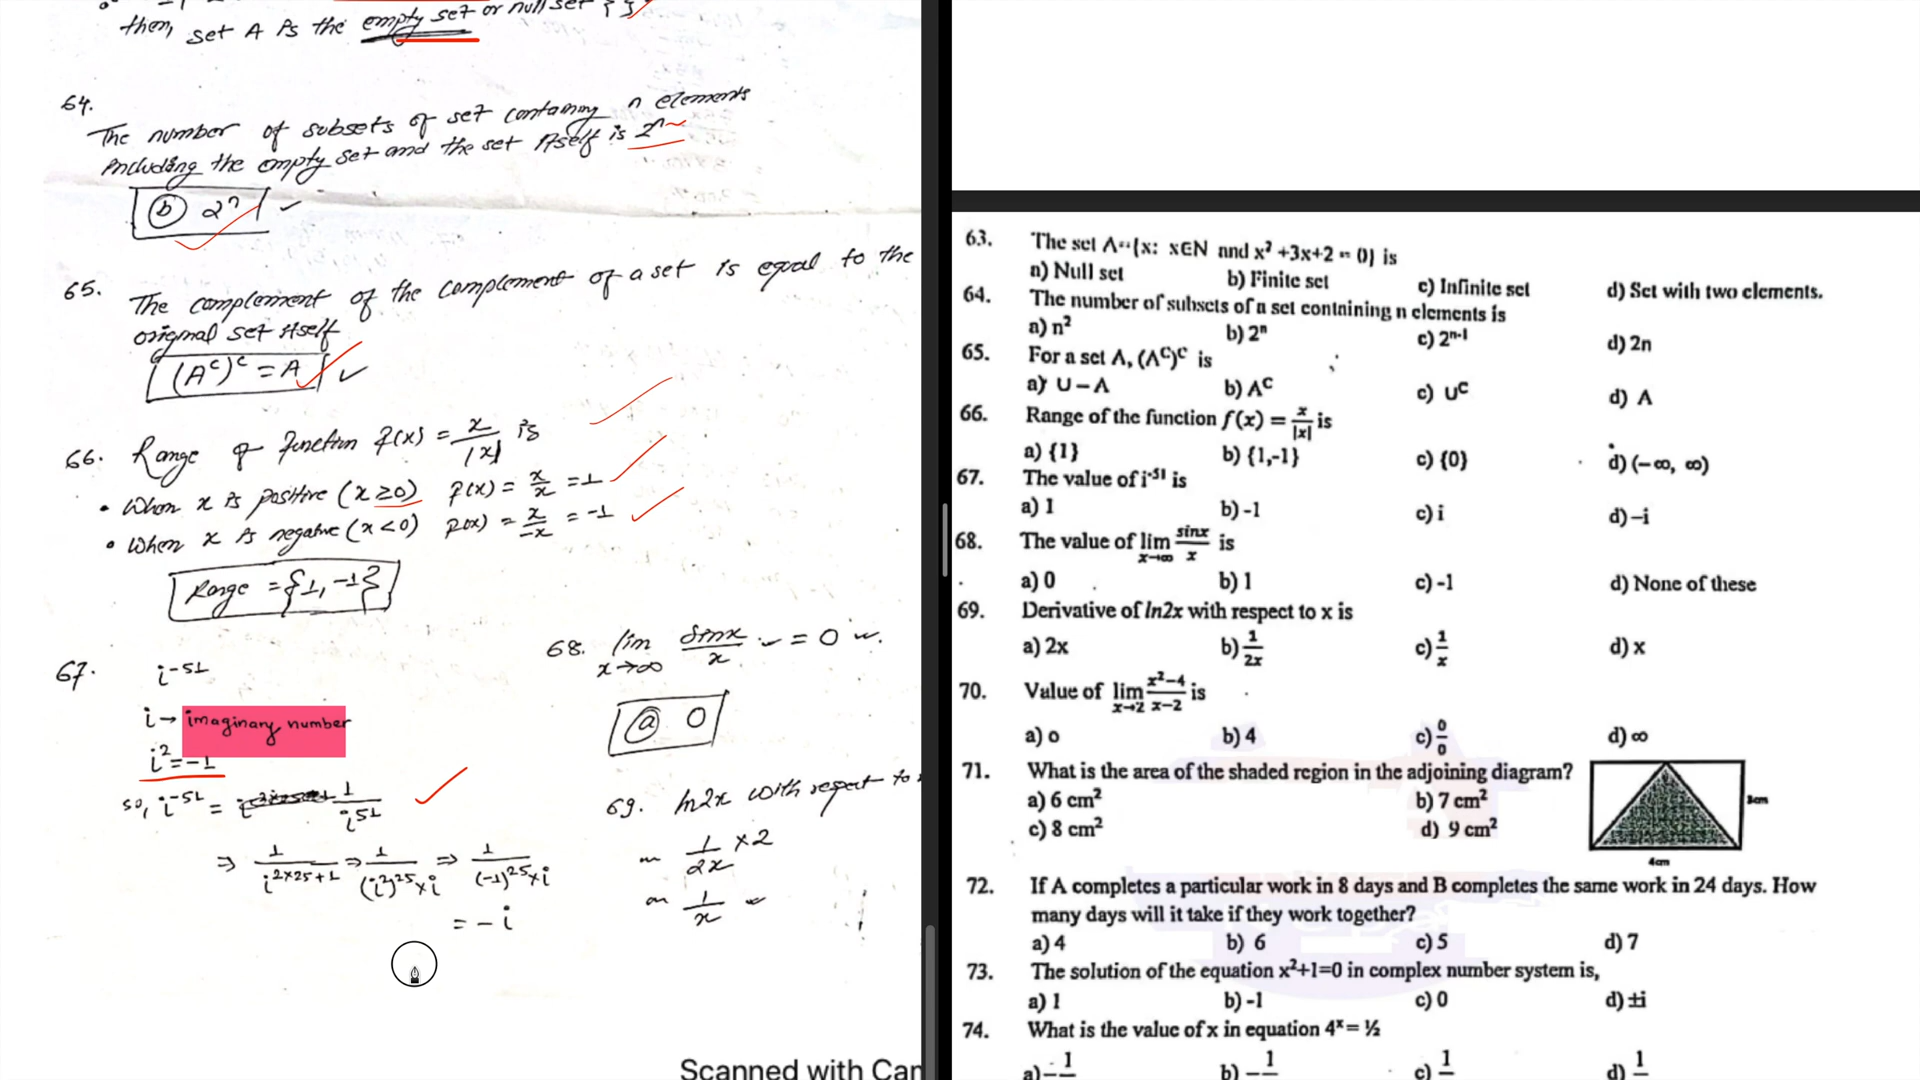 then, set A is the empty set or null set { }
64.
The number of subsets of set containing n elements
including the empty set and the set itself is 2ⁿ
(b) 2ⁿ
65. The complement of the complement of a set is equal to the
original set itself
(Aᶜ)ᶜ = A
66. Range of function f(x) = x/|x| is
• When x is positive (x ≥ 0) f(x) = x/x = 1
• When x is negative (x < 0) f(x) = x/-x = -1
Range = {1, -1}
67. i⁻⁵¹
i → imaginary number
i² = -1
so, i⁻⁵¹ = 1/i⁵¹
⇒ 1/i²ˣ²⁵⁺¹ ⇒ 1/(i²)²⁵×i ⇒ 1/(-1)²⁵×i
= -i
68. lim x→∞ sinx/x = 0
(a) 0
69. ln2x with respect to
1/2x × 2
1/x
Scanned with Cam
63. The set A={x: x∈N and x² +3x+2 = 0} is
a) Null set b) Finite set c) Infinite set d) Set with two elements.
64. The number of subsets of a set containing n elements is
a) n² b) 2ⁿ c) 2ⁿ⁻¹ d) 2n
65. For a set A, (Aᶜ)ᶜ is
a) U – A b) Aᶜ c) Uᶜ d) A
66. Range of the function f(x) = x/|x| is
a) {1} b) {1,-1} c) {0} d) (–∞, ∞)
67. The value of i⁻⁵¹ is
a) 1 b) -1 c) i d) –i
68. The value of lim x→∞ sinx/x is
a) 0 b) 1 c) -1 d) None of these
69. Derivative of ln2x with respect to x is
a) 2x b) 1/2x c) 1/x d) x
70. Value of lim x→2 x²–4/x–2 is
a) o b) 4 c) 0/0 d) ∞
71. What is the area of the shaded region in the adjoining diagram?
a) 6 cm² b) 7 cm²
c) 8 cm² d) 9 cm²
3cm
4cm
72. If A completes a particular work in 8 days and B completes the same work in 24 days. How
many days will it take if they work together?
a) 4 b) 6 c) 5 d) 7
73. The solution of the equation x²+1=0 in complex number system is,
a) 1 b) -1 c) 0 d) ±i
74. What is the value of x in equation 4ˣ = ½
a) 1 b) 1 c) 1 d) 1